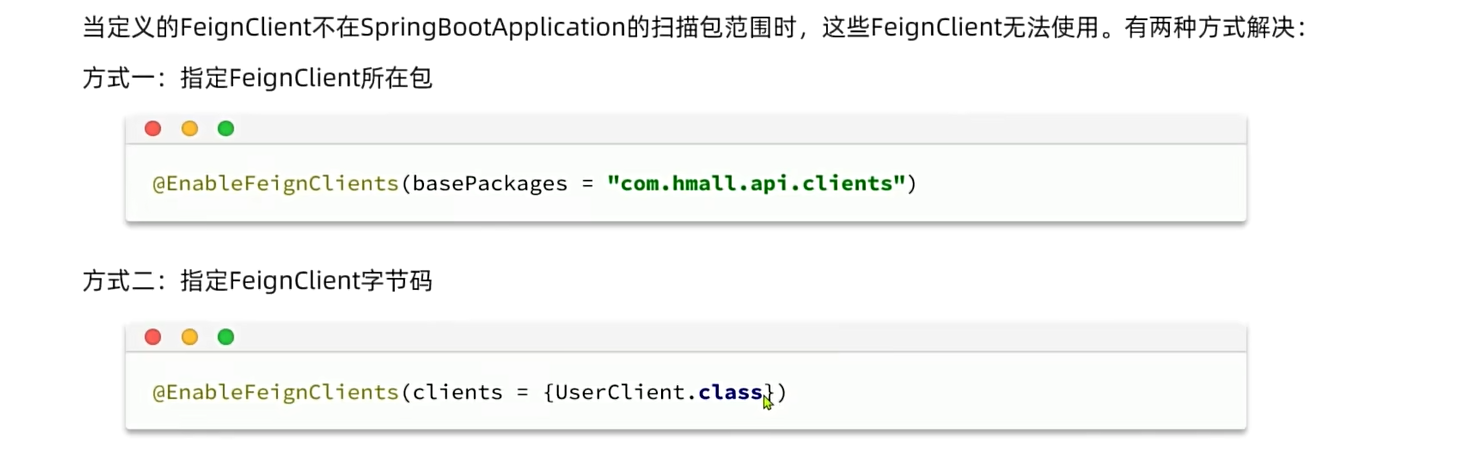 当定义的FeignClient不在SpringBootApplication的扫描包范围时，这些FeignClient无法使用。有两种方式解决：
方式一：指定FeignClient所在包
@EnableFeignClients(basePackages = "com.hmall.api.clients")
方式二：指定FeignClient字节码
@EnableFeignClients(clients = {UserClient.class})